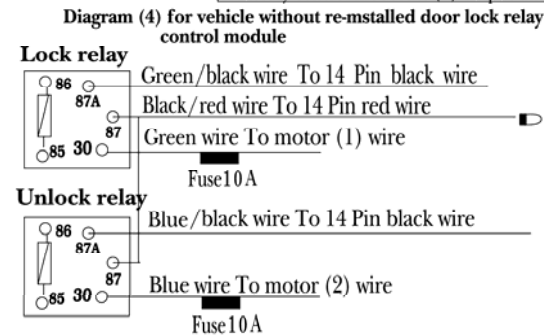 Diagram (4) for vehicle without re-mstalled door lock relay
control module
Lock relay
86
87A
Green/black wire To 14 Pin black wire
Black/red wire To 14 Pin red wire
87
Green wire To motor (1) wire
85 30
Fuse10A
Unlock relay
86
87A
Blue/black wire To 14 Pin black wire
87
Blue wire To motor (2) wire
85 30
Fuse10A